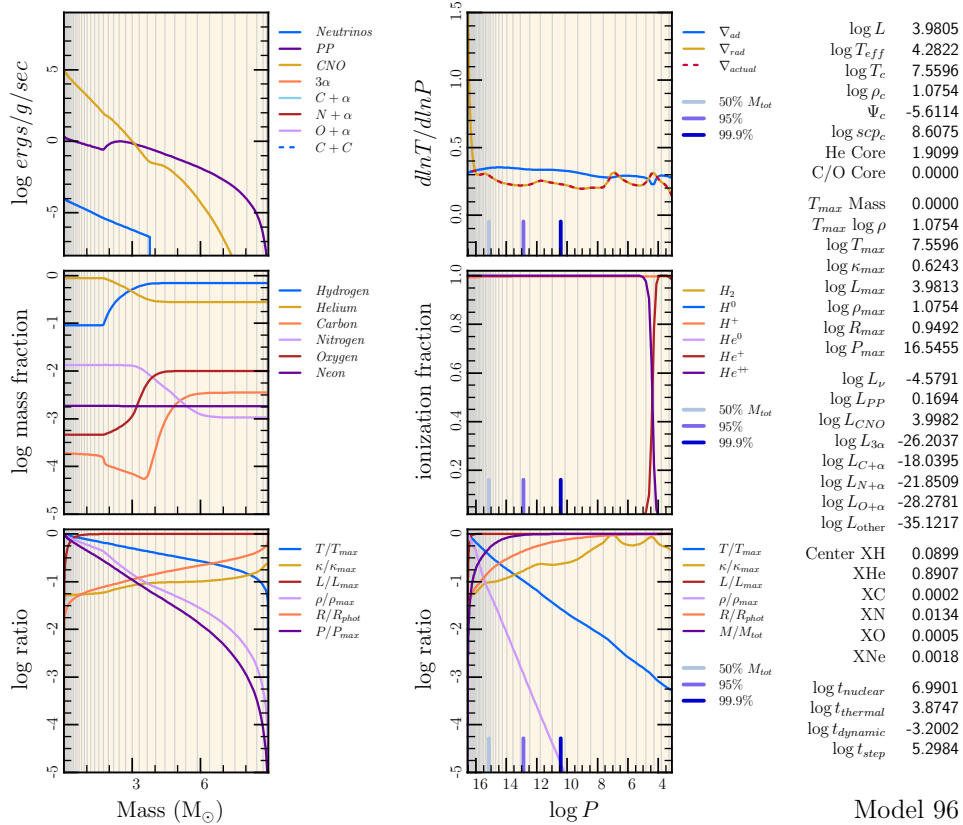 log ergs/g/sec
5
0
-5
Neutrinos
PP
CNO
3α
C + α
N + α
O + α
C + C
dlnT/dlnP
1.5
1.0
0.5
0.0
∇ad
∇rad
∇actual
50% Mtot
95%
99.9%
log mass fraction
0
-1
-2
-3
-4
-5
Hydrogen
Helium
Carbon
Nitrogen
Oxygen
Neon
ionization fraction
1.0
0.8
0.6
0.4
0.2
H2
H0
H+
He0
He+
He++
50% Mtot
95%
99.9%
log ratio
0
-1
-2
-3
-4
-5
3
6
Mass (M⊙)
T/Tmax
κ/κmax
L/Lmax
ρ/ρmax
R/Rphot
P/Pmax
log ratio
0
-1
-2
-3
-4
-5
16
14
12
10
8
6
4
log P
T/Tmax
κ/κmax
L/Lmax
ρ/ρmax
R/Rphot
M/Mtot
50% Mtot
95%
99.9%
log L 3.9805
log Teff 4.2822
log Tc 7.5596
log ρc 1.0754
Ψc -5.6114
log scpc 8.6075
He Core 1.9099
C/O Core 0.0000
Tmax Mass 0.0000
Tmax log ρ 1.0754
log Tmax 7.5596
log κmax 0.6243
log Lmax 3.9813
log ρmax 1.0754
log Rmax 0.9492
log Pmax 16.5455
log Lν -4.5791
log LPP 0.1694
log LCNO 3.9982
log L3α -26.2037
log LC+α -18.0395
log LN+α -21.8509
log LO+α -28.2781
log Lother -35.1217
Center XH 0.0899
XHe 0.8907
XC 0.0002
XN 0.0134
XO 0.0005
XNe 0.0018
log tnuclear 6.9901
log tthermal 3.8747
log tdynamic -3.2002
log tstep 5.2984
Model 96